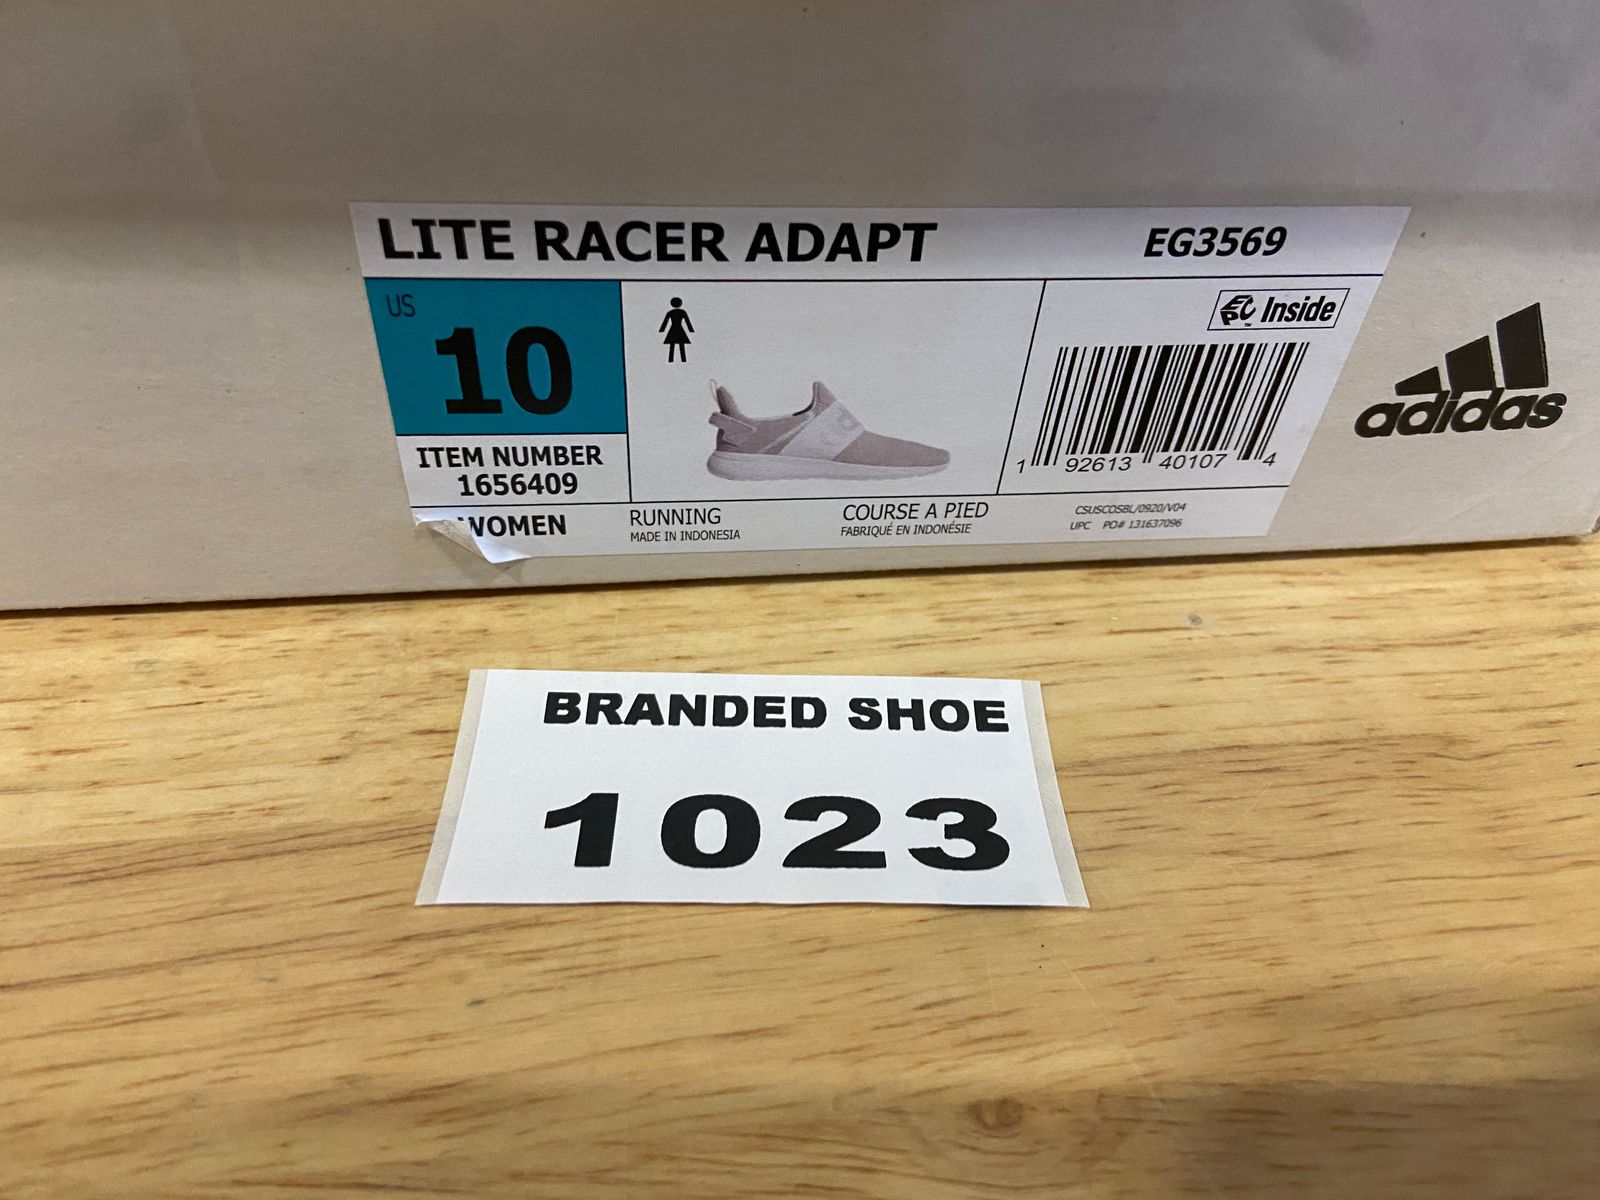 LITE RACER ADAPT
EG3569
US
10
EPC Inside
ITEM NUMBER
1656409
1 92613 40107 4
WOMEN
RUNNING
MADE IN INDONESIA
COURSE A PIED
FABRIQUÉ EN INDONÉSIE
CSUSCOSBL/0920/V04
UPC PO# 131637096
adidas
BRANDED SHOE
1023